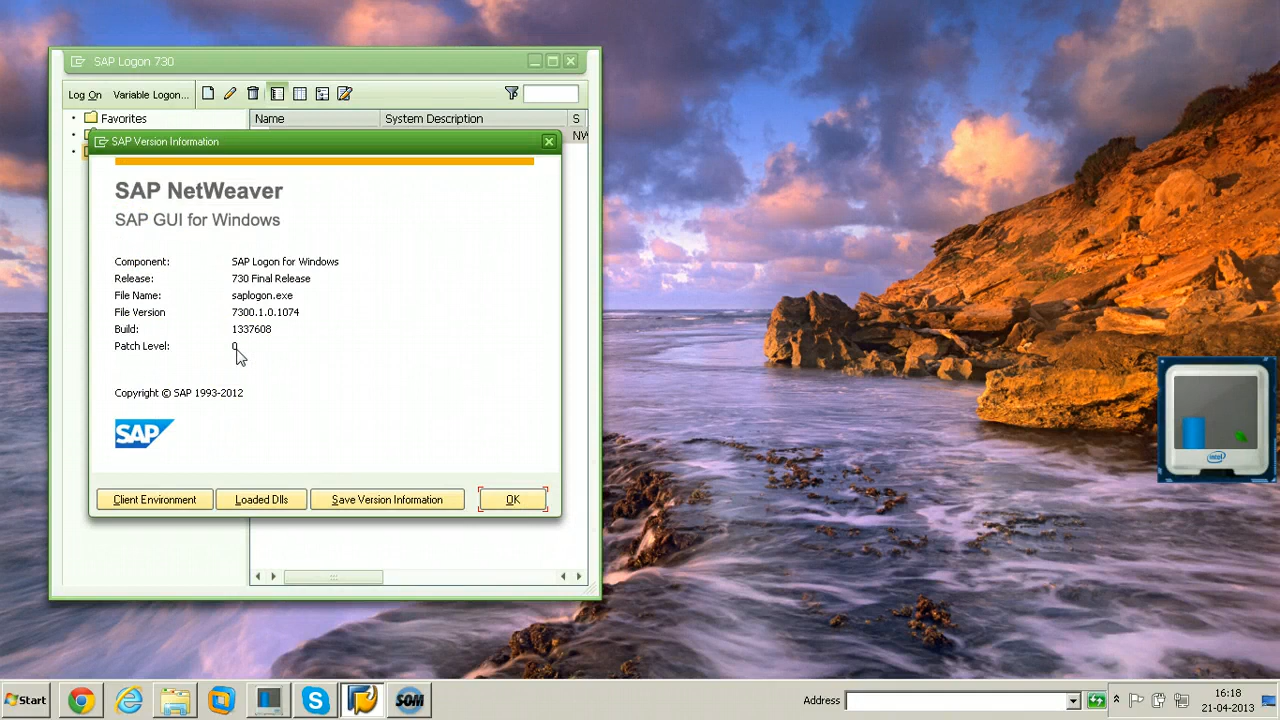 SAP Logon 730
Log On Variable Logon...
Favorites
Name System Description S
NW
SAP Version Information
SAP NetWeaver
SAP GUI for Windows
Component: SAP Logon for Windows
Release: 730 Final Release
File Name: saplogon.exe
File Version 7300.1.0.1074
Build: 1337608
Patch Level: 0
Copyright © SAP 1993-2012
SAP
Client Environment Loaded Dlls Save Version Information OK
intel
Start
SOM
Address
16:18
21-04-2013